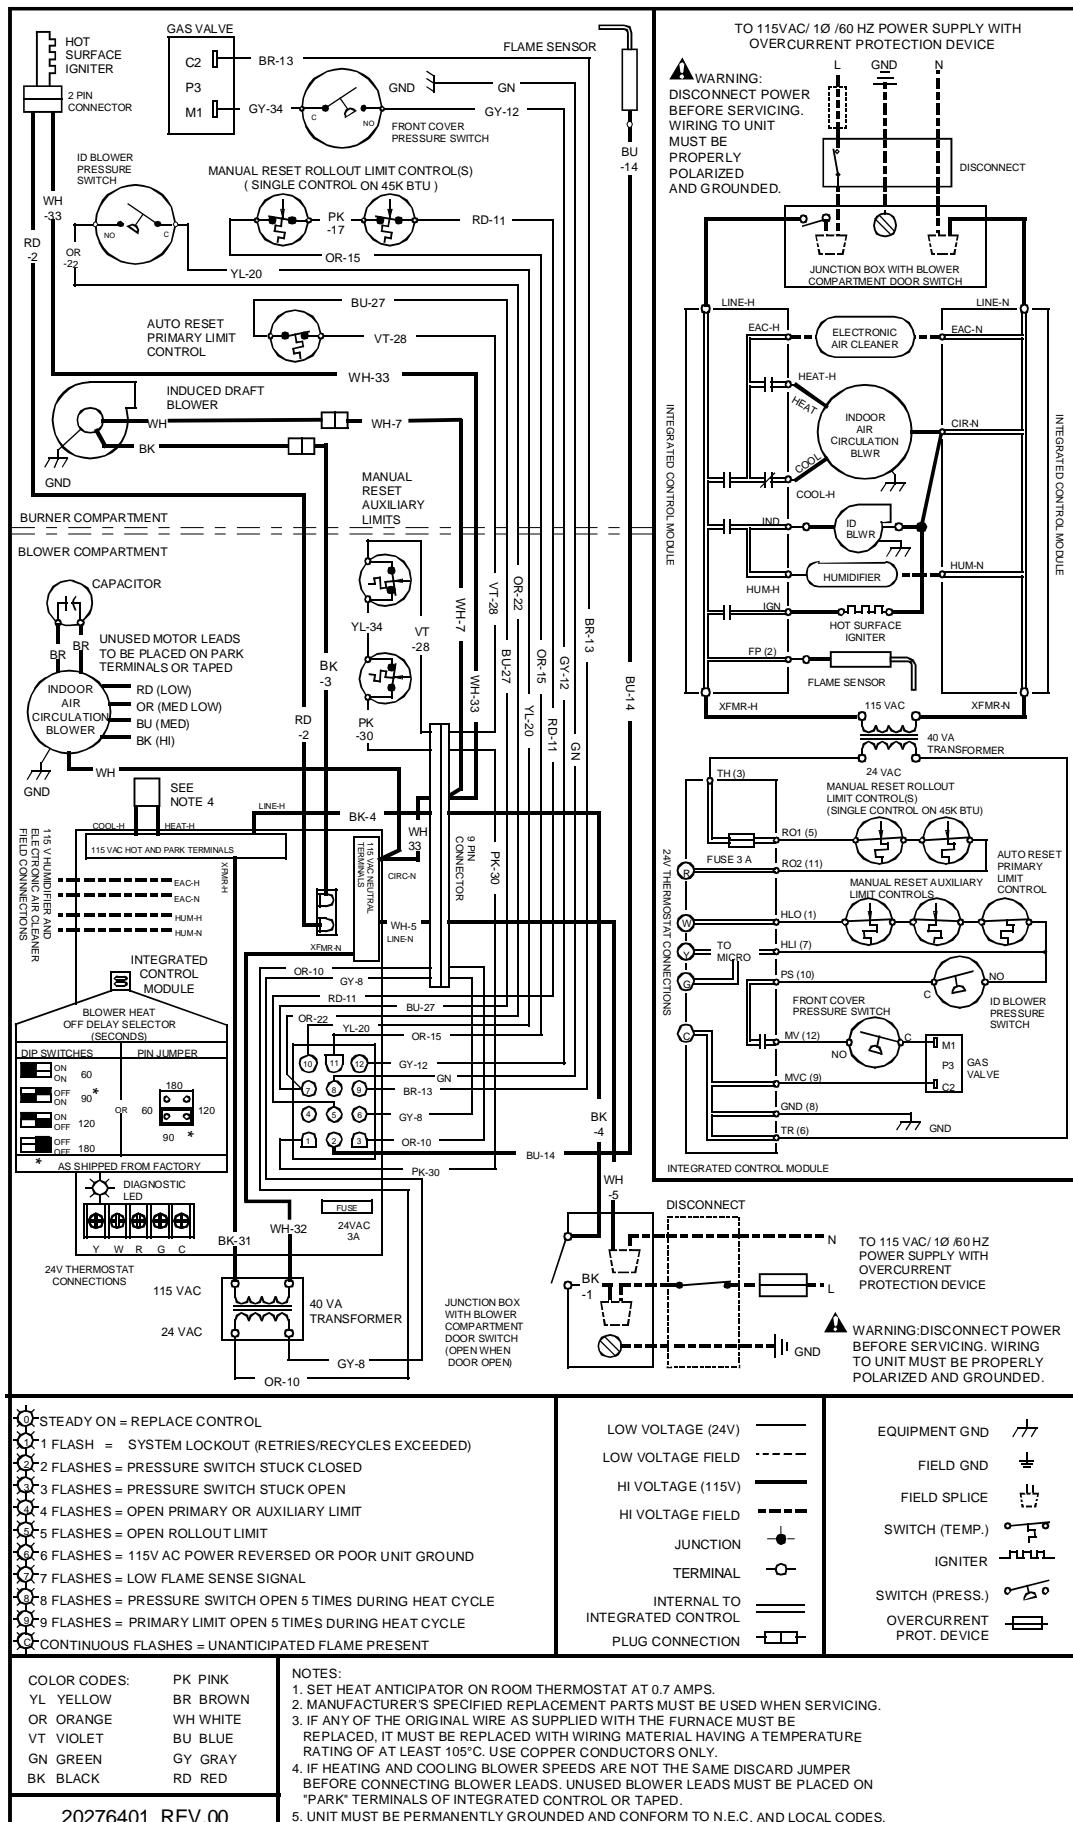 HOT
SURFACE
IGNITER
2 PIN
CONNECTOR
GAS VALVE
C2
P3
M1
BR-13
GY-34
GND
GN
GY-12
C
NO
FRONT COVER
PRESSURE SWITCH
FLAME SENSOR
BU
-14
ID BLOWER
PRESSURE
SWITCH
NO
C
WH
-33
RD
-2
OR
-22
MANUAL RESET ROLLOUT LIMIT CONTROL(S)
( SINGLE CONTROL ON 45K BTU )
PK
-17
RD-11
OR-15
YL-20
BU-27
AUTO RESET
PRIMARY LIMIT
CONTROL
VT-28
WH-33
INDUCED DRAFT
BLOWER
WH
WH-7
BK
GND
MANUAL
RESET
AUXILIARY
LIMITS
BURNER COMPARTMENT
BLOWER COMPARTMENT
CAPACITOR
BR
BR
UNUSED MOTOR LEADS
TO BE PLACED ON PARK
TERMINALS OR TAPED
INDOOR
AIR
CIRCULATION
BLOWER
RD (LOW)
OR (MED LOW)
BU (MED)
BK (HI)
WH
GND
YL-34
VT
-28
PK
-30
BK
-3
RD
-2
WH-7
WH-33
VT-28
BU-27
OR-22
YL-20
OR-15
RD-11
GY-12
GN
BR-13
BU-14
SEE
NOTE 4
LINE-H
BK-4
WH
33
COOL-H
HEAT-H
115 VAC HOT AND PARK TERMINALS
115 VAC NEUTRAL
TERMINALS
CIRC-N
9 PIN
CONNECTOR
PK-30
XFMR-H
115 V HUMIDIFIER AND
ELECTRONIC AIR CLEANER
FIELD CONNNECTIONS
EAC-H
EAC-N
HUM-H
HUM-N
WH-5
LINE-N
XFMR-N
INTEGRATED
CONTROL
MODULE
OR-10
GY-8
RD-11
BU-27
OR-22
YL-20
OR-15
BLOWER HEAT
OFF DELAY SELECTOR
(SECONDS)
DIP SWITCHES
PIN JUMPER
ON
ON
60
OFF
ON
90
*
ON
OFF
120
OFF
OFF
180
*
OR
180
60
120
90
*
AS SHIPPED FROM FACTORY
10
11
12
7
8
9
4
5
6
1
2
3
GY-12
GN
BR-13
GY-8
OR-10
BU-14
PK-30
DIAGNOSTIC
LED
FUSE
24VAC
3A
Y
W
R
G
C
24V THERMOSTAT
CONNECTIONS
BK-31
WH-32
115 VAC
24 VAC
40 VA
TRANSFORMER
GY-8
OR-10
BK
-4
WH
-5
BK
-1
JUNCTION BOX
WITH BLOWER
COMPARTMENT
DOOR SWITCH
(OPEN WHEN
DOOR OPEN)
DISCONNECT
N
L
GND
TO 115 VAC/ 1Ø /60 HZ
POWER SUPPLY WITH
OVERCURRENT
PROTECTION DEVICE
WARNING:DISCONNECT POWER
BEFORE SERVICING. WIRING
TO UNIT MUST BE PROPERLY
POLARIZED AND GROUNDED.
TO 115VAC/ 1Ø /60 HZ POWER SUPPLY WITH
OVERCURRENT PROTECTION DEVICE
L
GND
N
WARNING:
DISCONNECT POWER
BEFORE SERVICING.
WIRING TO UNIT
MUST BE
PROPERLY
POLARIZED
AND GROUNDED.
DISCONNECT
JUNCTION BOX WITH BLOWER
COMPARTMENT DOOR SWITCH
LINE-H
LINE-N
EAC-H
ELECTRONIC
AIR CLEANER
EAC-N
HEAT-H
HEAT
INDOOR
AIR
CIRCULATION
BLWR
CIR-N
COOL
COOL-H
INTEGRATED CONTROL MODULE
INTEGRATED CONTROL MODULE
IND
ID
BLWR
HUMIDIFIER
HUM-N
HUM-H
IGN
HOT SURFACE
IGNITER
FP (2)
FLAME SENSOR
XFMR-H
115 VAC
XFMR-N
40 VA
TRANSFORMER
24 VAC
TH (3)
MANUAL RESET ROLLOUT
LIMIT CONTROL(S)
(SINGLE CONTROL ON 45K BTU)
RO1 (5)
FUSE 3 A
RO2 (11)
AUTO RESET
PRIMARY
LIMIT
CONTROL
MANUAL RESET AUXILIARY
LIMIT CONTROLS
24V THERMOSTAT CONNECTIONS
R
W
Y
G
C
HLO (1)
TO
MICRO
HLI (7)
PS (10)
C
NO
ID BLOWER
PRESSURE
SWITCH
FRONT COVER
PRESSURE SWITCH
MV (12)
NO
C
M1
P3
C2
GAS
VALVE
MVC (9)
GND (8)
GND
TR (6)
INTEGRATED CONTROL MODULE
0 STEADY ON = REPLACE CONTROL
1 1 FLASH = SYSTEM LOCKOUT (RETRIES/RECYCLES EXCEEDED)
2 2 FLASHES = PRESSURE SWITCH STUCK CLOSED
3 3 FLASHES = PRESSURE SWITCH STUCK OPEN
4 4 FLASHES = OPEN PRIMARY OR AUXILIARY LIMIT
5 5 FLASHES = OPEN ROLLOUT LIMIT
6 6 FLASHES = 115V AC POWER REVERSED OR POOR UNIT GROUND
7 7 FLASHES = LOW FLAME SENSE SIGNAL
8 8 FLASHES = PRESSURE SWITCH OPEN 5 TIMES DURING HEAT CYCLE
9 9 FLASHES = PRIMARY LIMIT OPEN 5 TIMES DURING HEAT CYCLE
C CONTINUOUS FLASHES = UNANTICIPATED FLAME PRESENT
LOW VOLTAGE (24V)
LOW VOLTAGE FIELD
HI VOLTAGE (115V)
HI VOLTAGE FIELD
JUNCTION
TERMINAL
INTERNAL TO
INTEGRATED CONTROL
PLUG CONNECTION
EQUIPMENT GND
FIELD GND
FIELD SPLICE
SWITCH (TEMP.)
IGNITER
SWITCH (PRESS.)
OVERCURRENT
PROT. DEVICE
COLOR CODES:
YL YELLOW
OR ORANGE
VT VIOLET
GN GREEN
BK BLACK
PK PINK
BR BROWN
WH WHITE
BU BLUE
GY GRAY
RD RED
20276401 REV.00
NOTES:
1. SET HEAT ANTICIPATOR ON ROOM THERMOSTAT AT 0.7 AMPS.
2. MANUFACTURER'S SPECIFIED REPLACEMENT PARTS MUST BE USED WHEN SERVICING.
3. IF ANY OF THE ORIGINAL WIRE AS SUPPLIED WITH THE FURNACE MUST BE
REPLACED, IT MUST BE REPLACED WITH WIRING MATERIAL HAVING A TEMPERATURE
RATING OF AT LEAST 105°C. USE COPPER CONDUCTORS ONLY.
4. IF HEATING AND COOLING BLOWER SPEEDS ARE NOT THE SAME DISCARD JUMPER
BEFORE CONNECTING BLOWER LEADS. UNUSED BLOWER LEADS MUST BE PLACED ON
"PARK" TERMINALS OF INTEGRATED CONTROL OR TAPED.
5. UNIT MUST BE PERMANENTLY GROUNDED AND CONFORM TO N.E.C. AND LOCAL CODES.